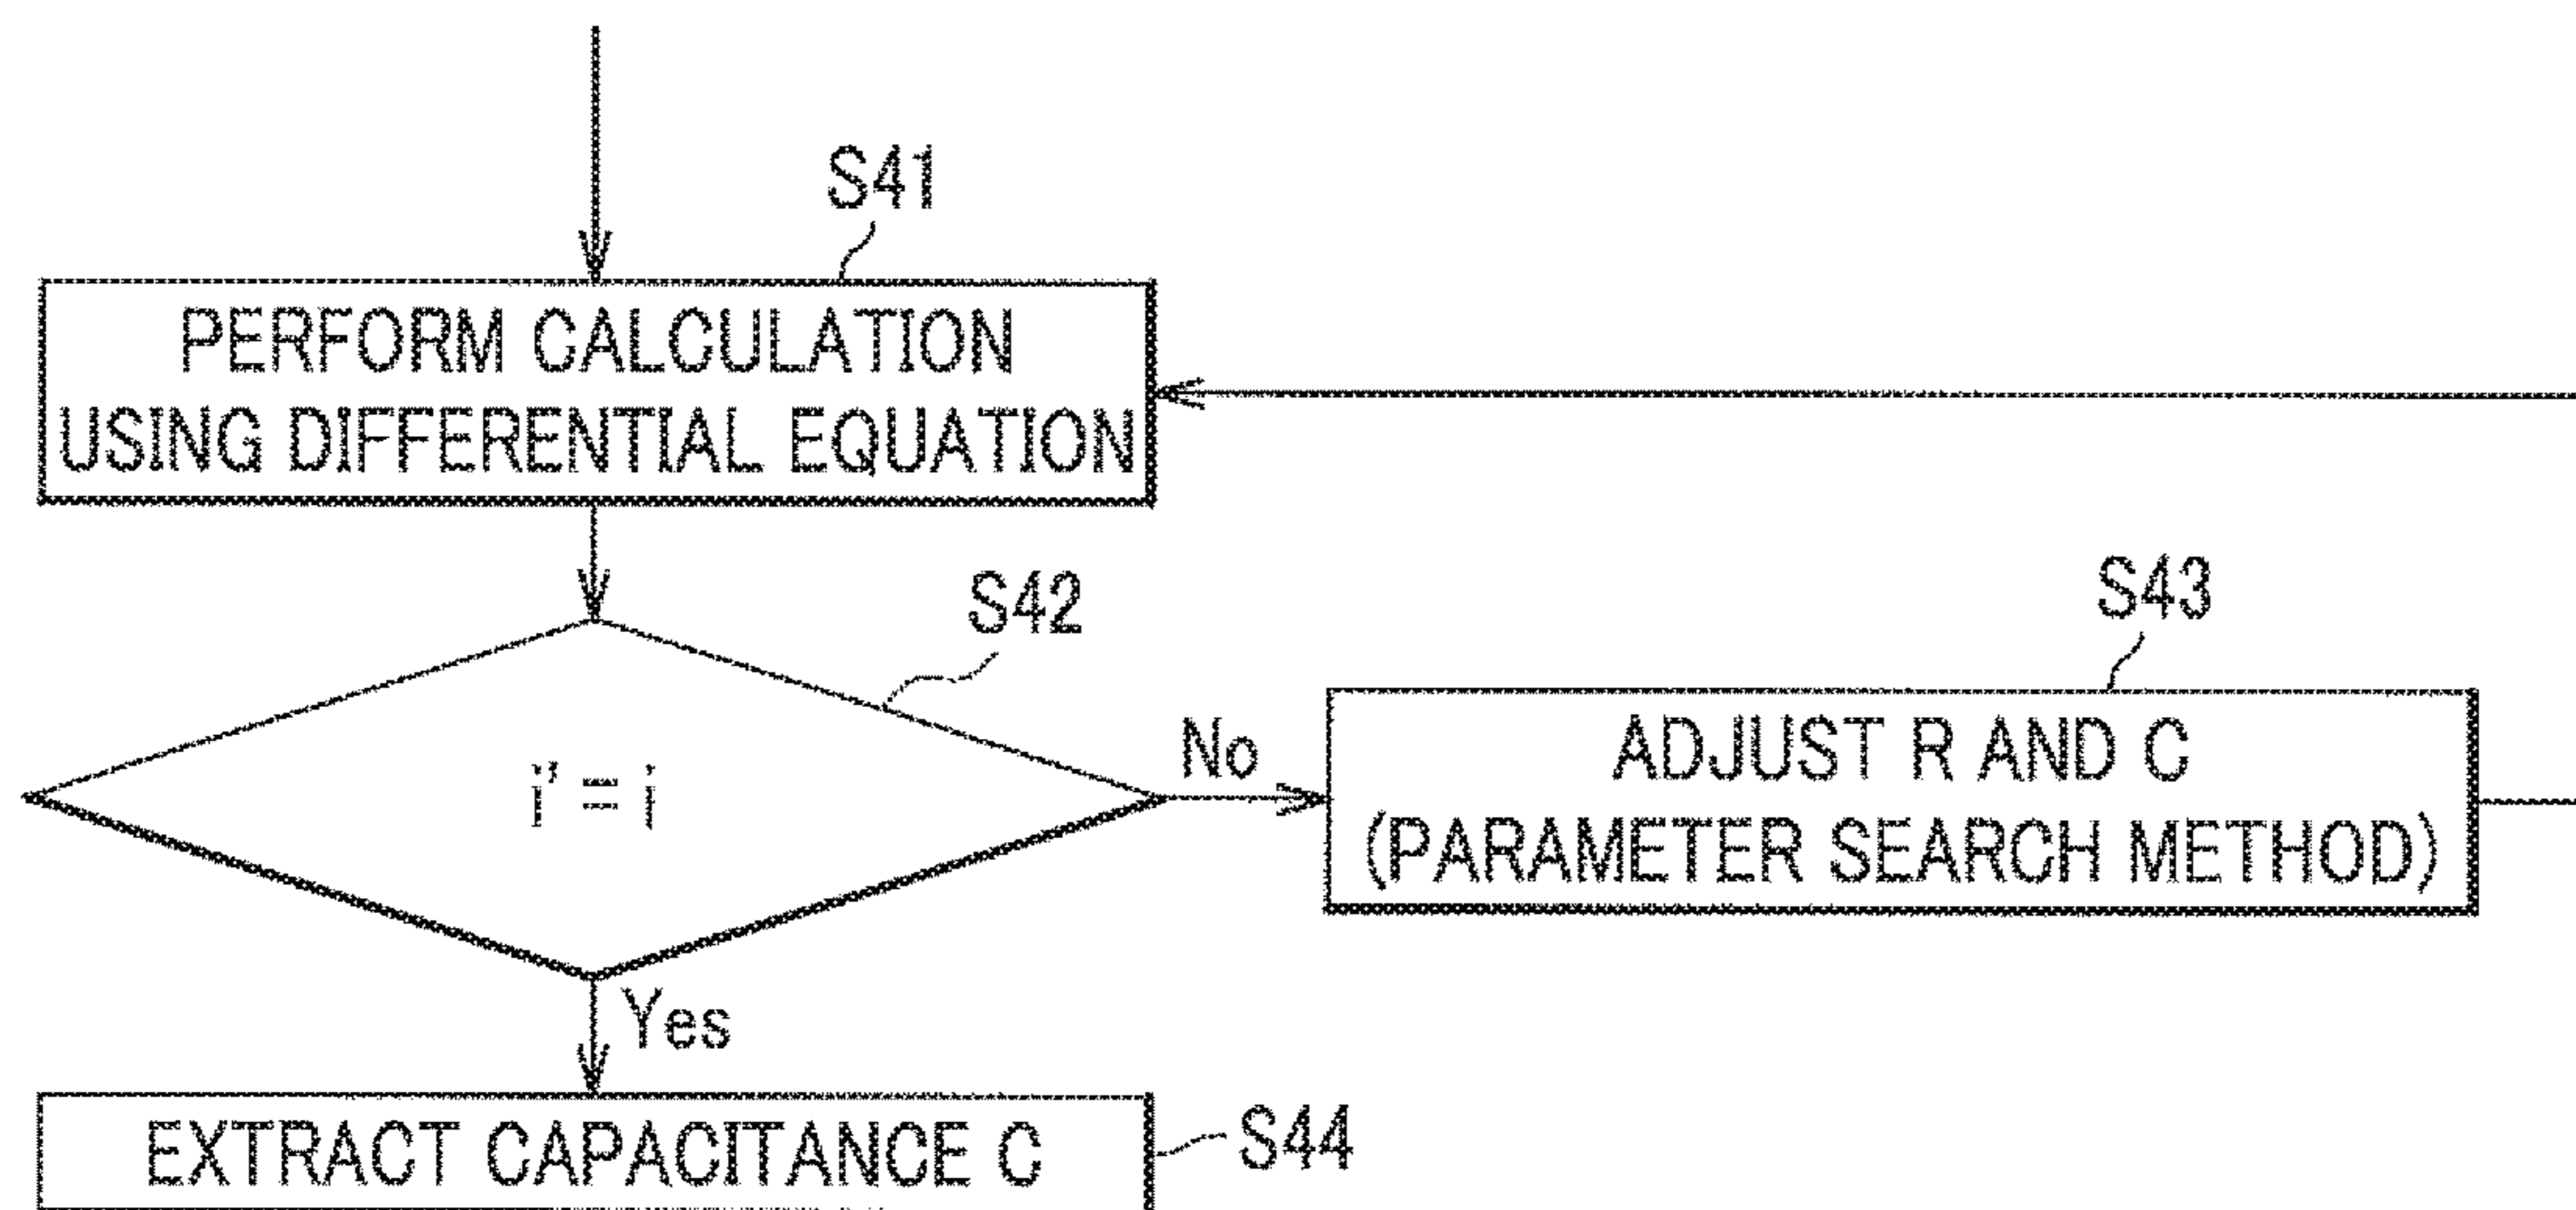 S41
PERFORM CALCULATION
USING DIFFERENTIAL EQUATION
S42
i' = i
No
S43
ADJUST R AND C
(PARAMETER SEARCH METHOD)
Yes
EXTRACT CAPACITANCE C
S44